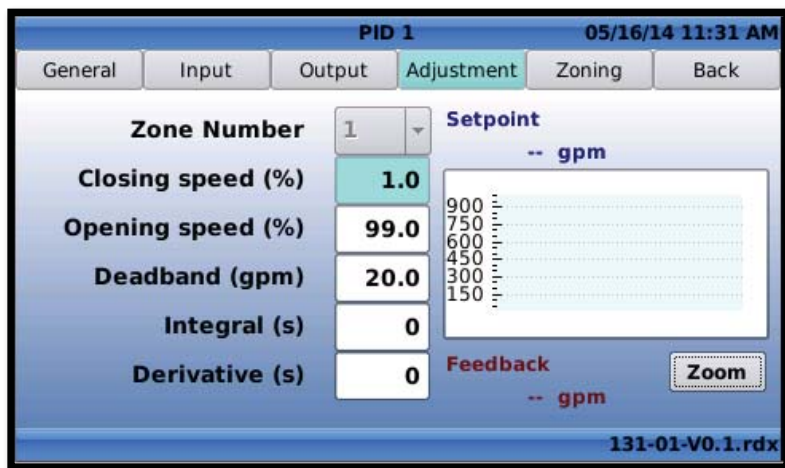 PID 1 05/16/14 11:31 AM
General Input Output Adjustment Zoning Back
Zone Number 1
Closing speed (%) 1.0
Opening speed (%) 99.0
Deadband (gpm) 20.0
Integral (s) 0
Derivative (s) 0
Setpoint
-- gpm
900
750
600
450
300
150
Feedback
-- gpm
Zoom
131-01-V0.1.rdx